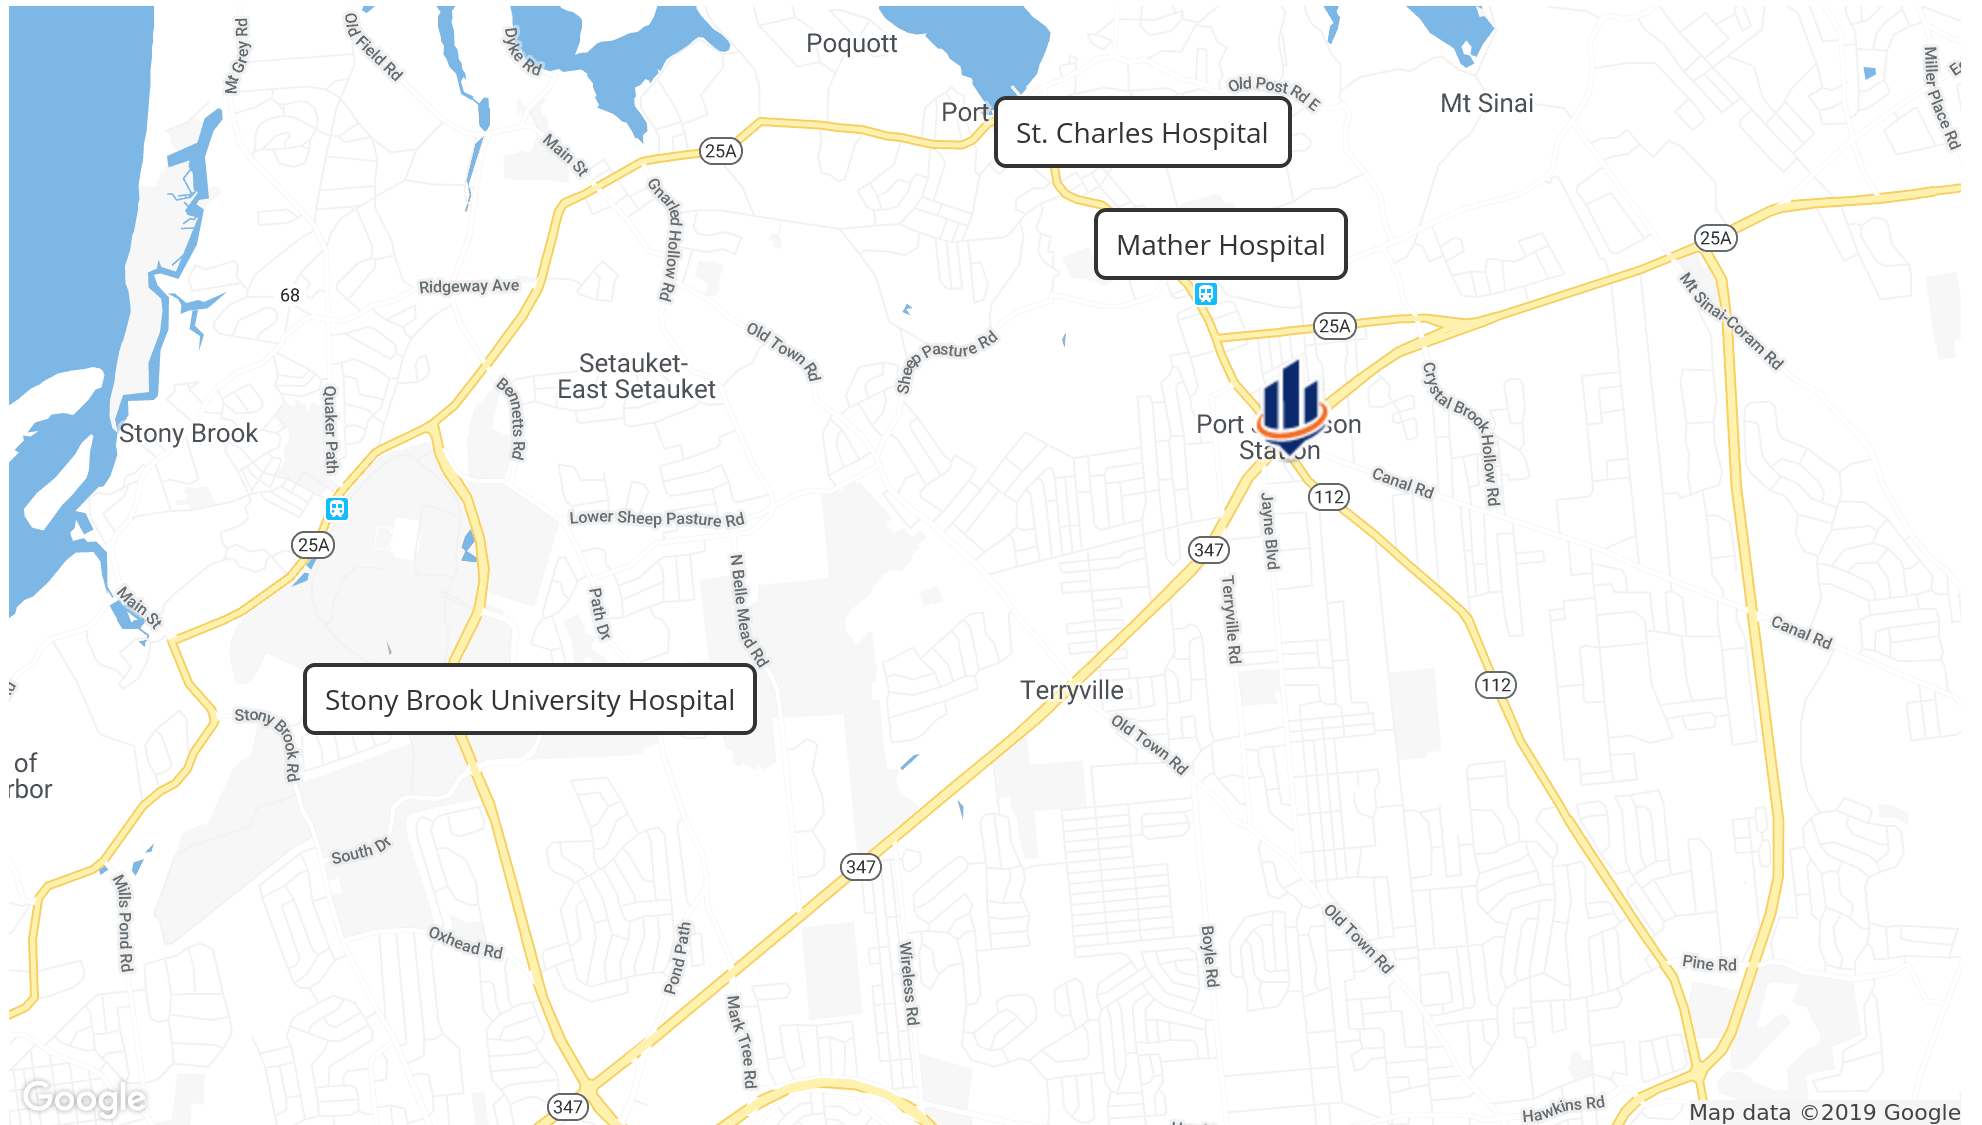 Mt Grey Rd
Old Field Rd
Dyke Rd
Poquott
Old Post Rd E
Mt Sinai
Miller Place Rd
Port
St. Charles Hospital
Main St
25A
Gnarled Hollow Rd
Mather Hospital
25A
68
Ridgeway Ave
25A
Mt Sinai-Coram Rd
Old Town Rd
Sheep Pasture Rd
Setauket-
East Setauket
Quaker Path
Bennetts Rd
Crystal Brook Hollow Rd
Stony Brook
Port
son
Station
Canal Rd
112
Jayne Blvd
Lower Sheep Pasture Rd
25A
347
N Belle Mead Rd
Path Dr
Terryville Rd
Main St
Canal Rd
Terryville
112
Stony Brook University Hospital
Stony Brook Rd
Old Town Rd
of
rbor
South Dr
347
Mills Pond Rd
Oxhead Rd
Pond Path
Wireless Rd
Boyle Rd
Old Town Rd
Pine Rd
Mark Tree Rd
347
Hawkins Rd
Google
Map data ©2019 Google